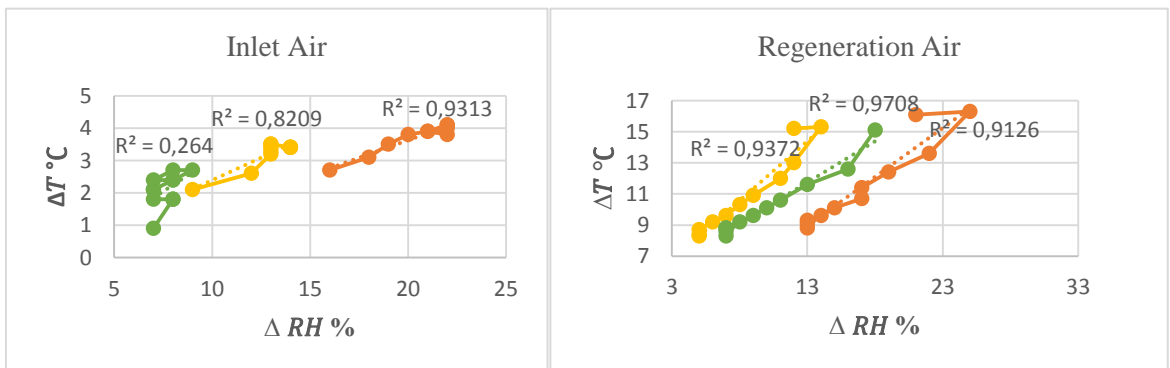 Inlet Air
5
4
3
2
1
0
ΔT °C
R² = 0,264
R² = 0,8209
R² = 0,9313
5 10 15 20 25
Δ RH %
Regeneration Air
17
15
13
11
9
7
ΔT °C
R² = 0,9708
R² = 0,9126
R² = 0,9372
3 13 23 33
Δ RH %